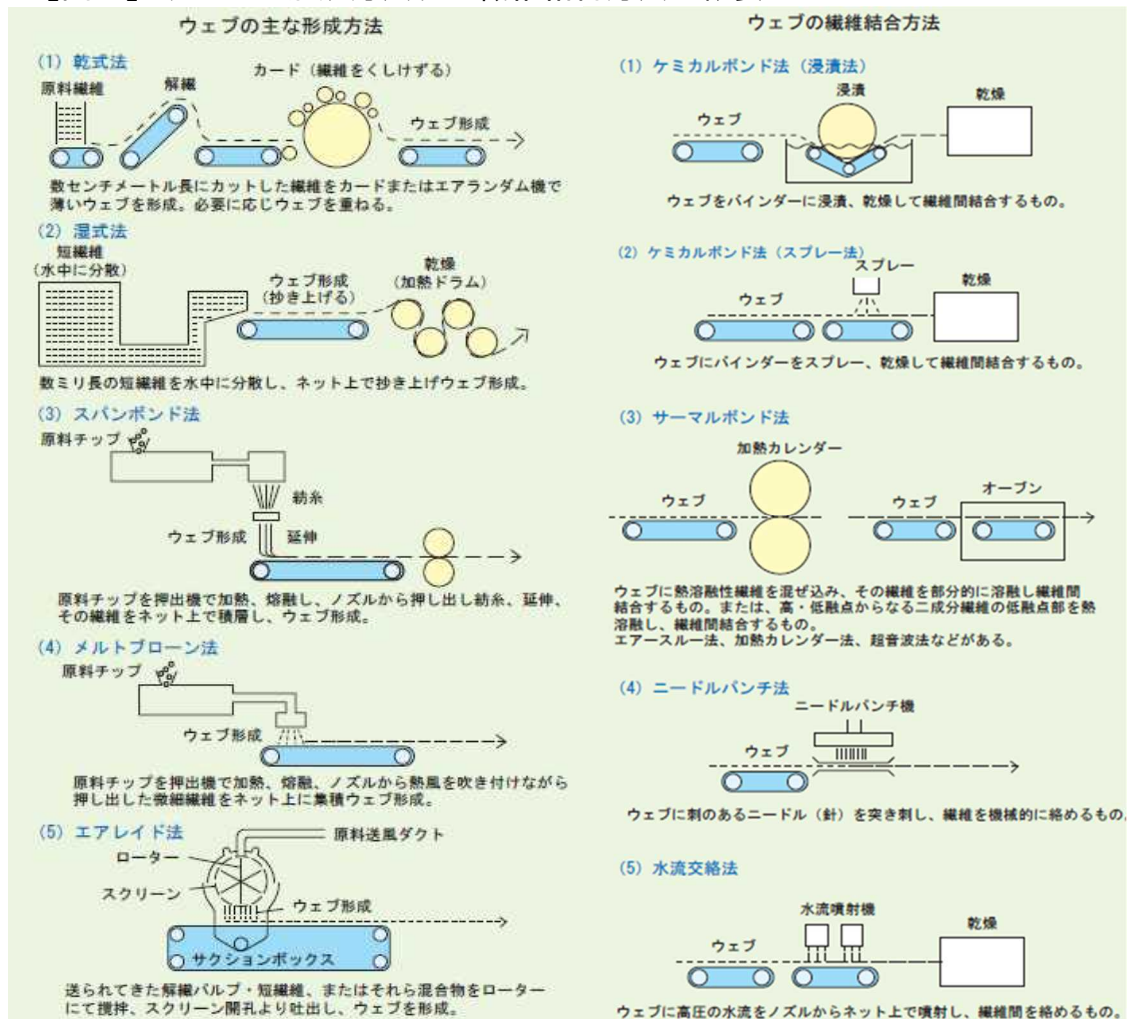 ウェブの主な形成方法
(1) 乾式法
原料繊維
解繊
カード（繊維をくしけずる）
ウェブ形成
数センチメートル長にカットした繊維をカードまたはエアランダム機で
薄いウェブを形成。必要に応じウェブを重ねる。
(2) 湿式法
短繊維
（水中に分散）
ウェブ形成
（抄き上げる）
乾燥
（加熱ドラム）
数ミリ長の短繊維を水中に分散し、ネット上で抄き上げウェブ形成。
(3) スパンボンド法
原料チップ
紡糸
ウェブ形成
延伸
原料チップを押出機で加熱、熔融し、ノズルから押し出し紡糸、延伸、
その繊維をネット上で積層し、ウェブ形成。
(4) メルトブローン法
原料チップ
ウェブ形成
原料チップを押出機で加熱、熔融、ノズルから熱風を吹き付けながら
押し出した微細繊維をネット上に集積ウェブ形成。
(5) エアレイド法
原料送風ダクト
ローター
スクリーン
ウェブ形成
サクションボックス
送られてきた解繊パルプ・短繊維、またはそれら混合物をローター
にて攪拌、スクリーン開孔より吐出し、ウェブを形成。
ウェブの繊維結合方法
(1) ケミカルボンド法（浸漬法）
浸漬
乾燥
ウェブ
ウェブをバインダーに浸漬、乾燥して繊維間結合するもの。
(2) ケミカルボンド法（スプレー法）
スプレー
乾燥
ウェブ
ウェブにバインダーをスプレー、乾燥して繊維間結合するもの。
(3) サーマルボンド法
加熱カレンダー
ウェブ
ウェブ
オーブン
ウェブに熱溶融性繊維を混ぜ込み、その繊維を部分的に溶融し繊維間
結合するもの。または、高・低融点からなる二成分繊維の低融点部を熱
溶融し、繊維間結合するもの。
エアースルー法、加熱カレンダー法、超音波法などがある。
(4) ニードルパンチ法
ニードルパンチ機
ウェブ
ウェブに刺のあるニードル（針）を突き刺し、繊維を機械的に絡めるもの。
(5) 水流交絡法
水流噴射機
乾燥
ウェブ
ウェブに高圧の水流をノズルからネット上で噴射し、繊維間を絡めるもの。